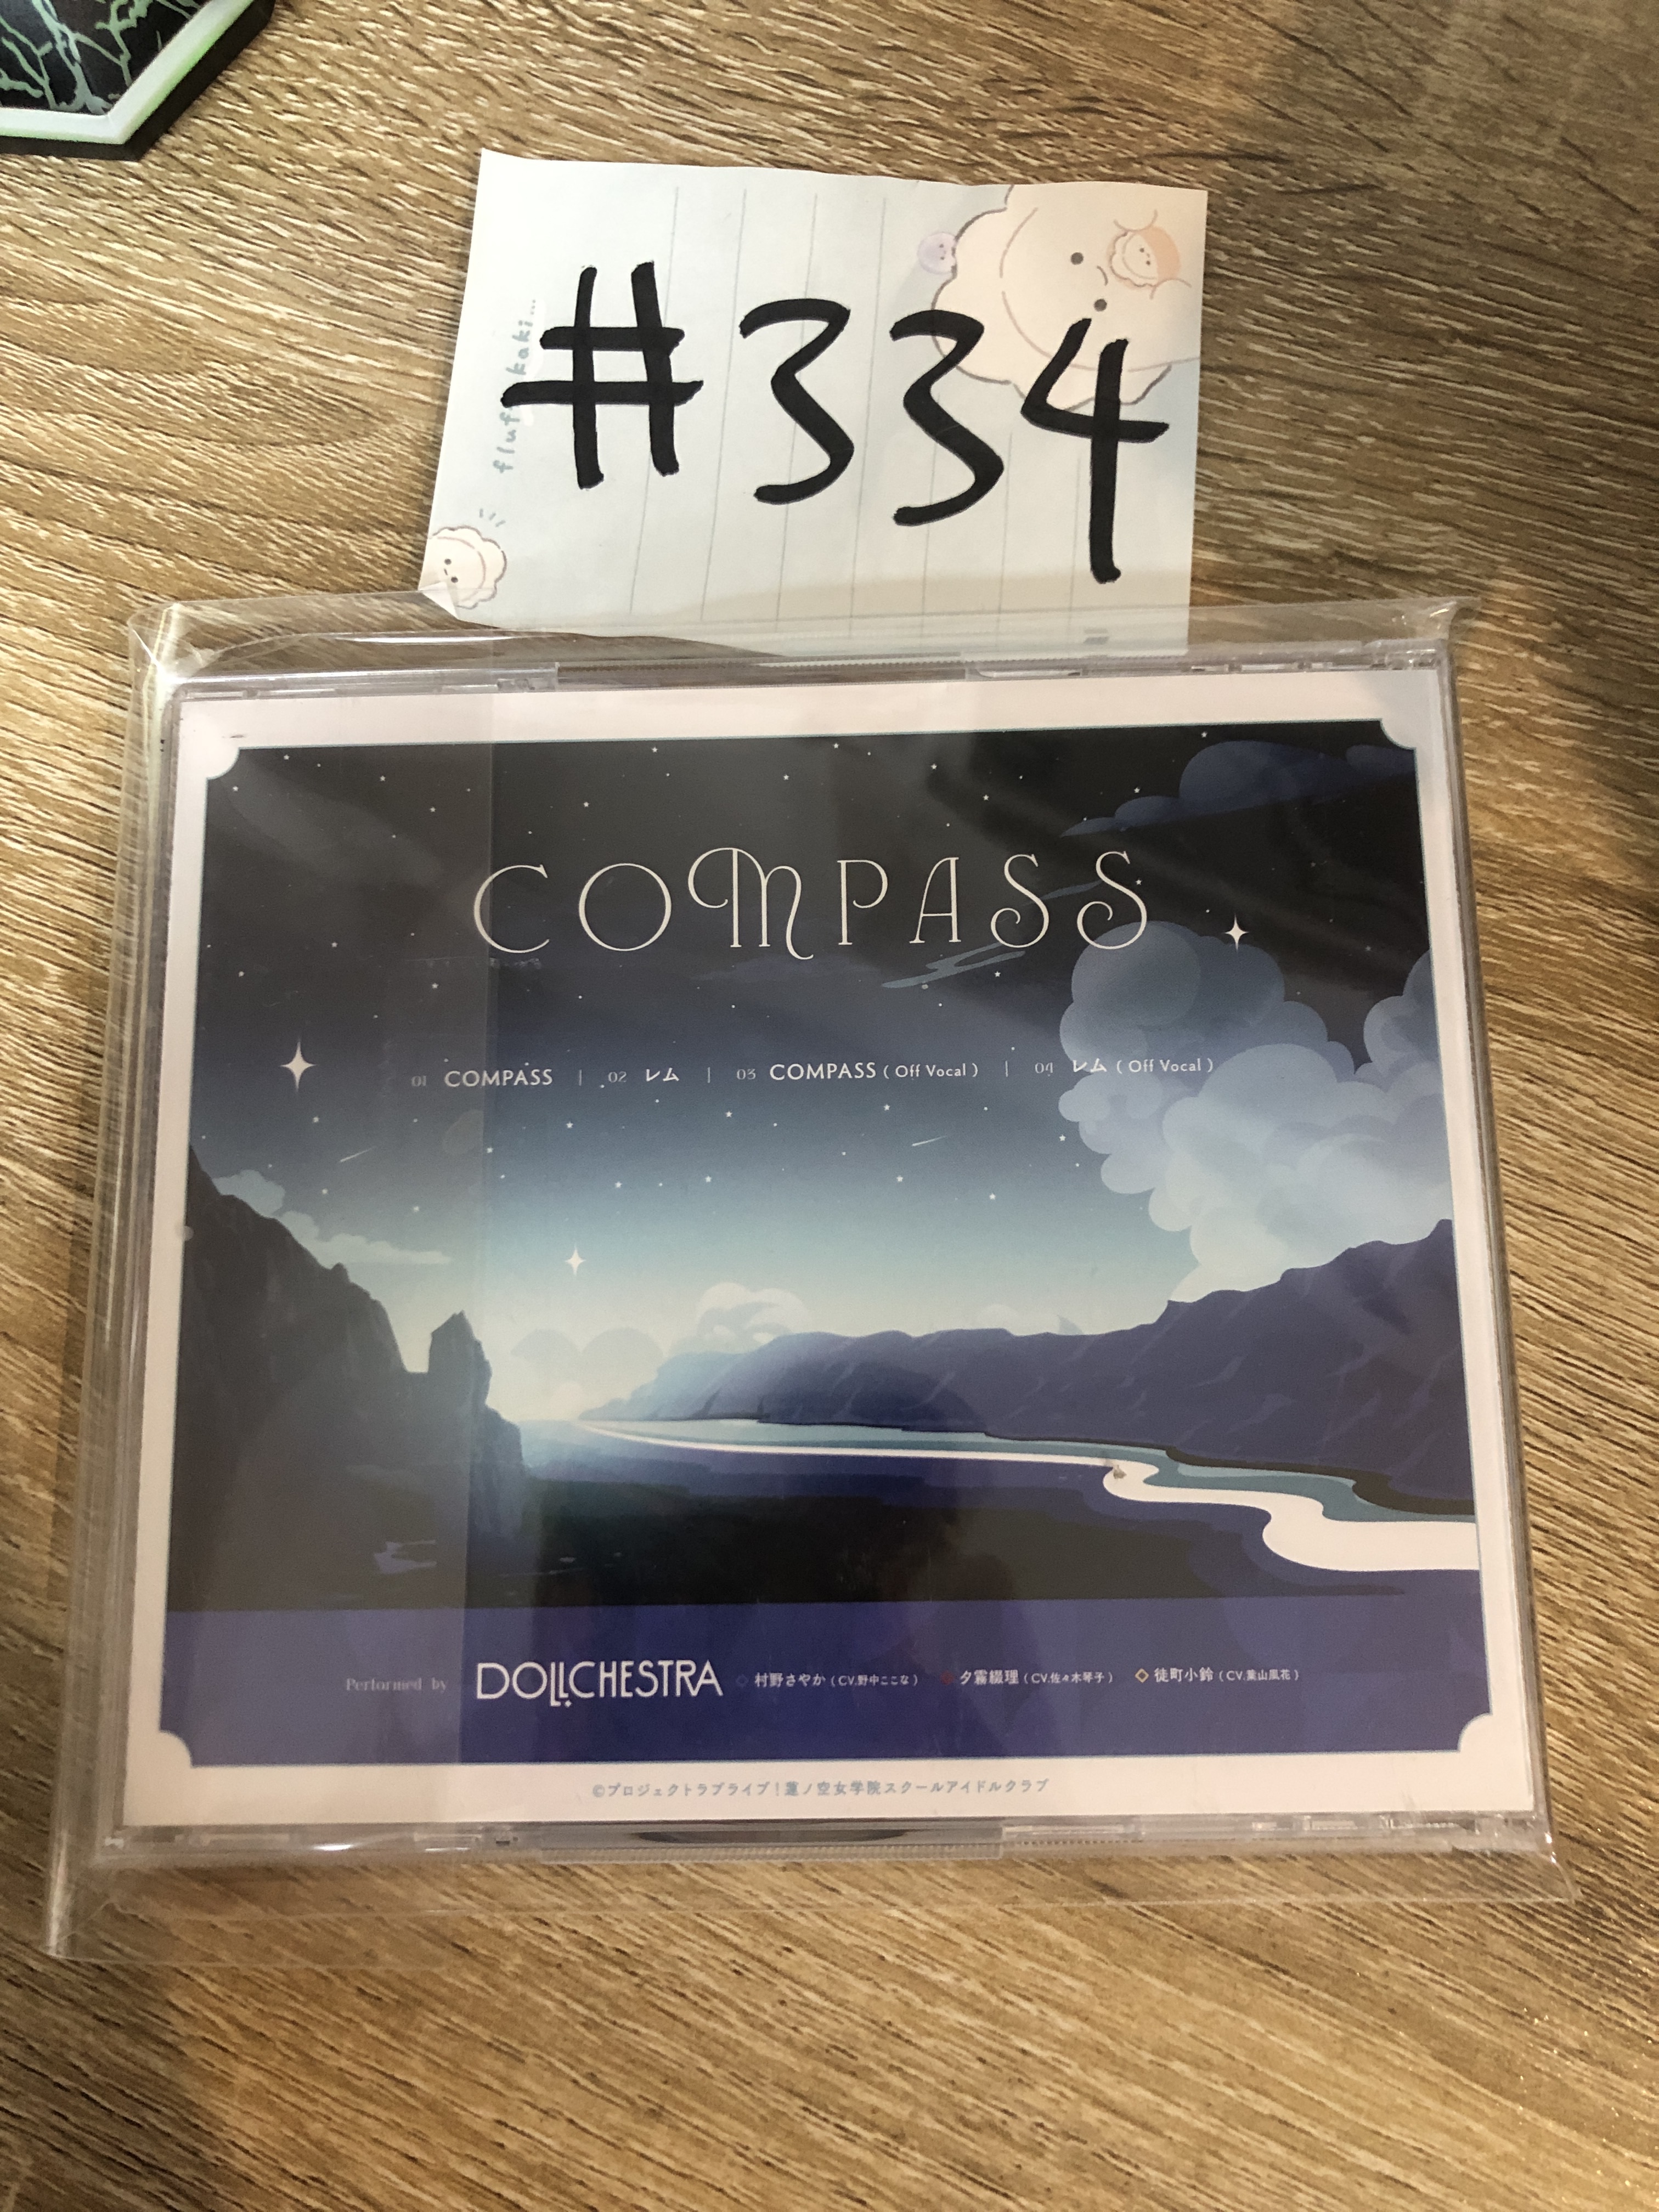 #334
fluffy kaki...
COMPASS
01 COMPASS | 02 レム | 03 COMPASS ( Off Vocal ) | 04 レム ( Off Vocal )
Performed by DOLLCHESTRA ◇ 村野さやか ( CV.野中ここな ) ◇ 夕霧綴理 ( CV.佐々木琴子 ) ◇ 徒町小鈴 ( CV.葉山風花 )
©プロジェクトラブライブ！蓮ノ空女学院スクールアイドルクラブ